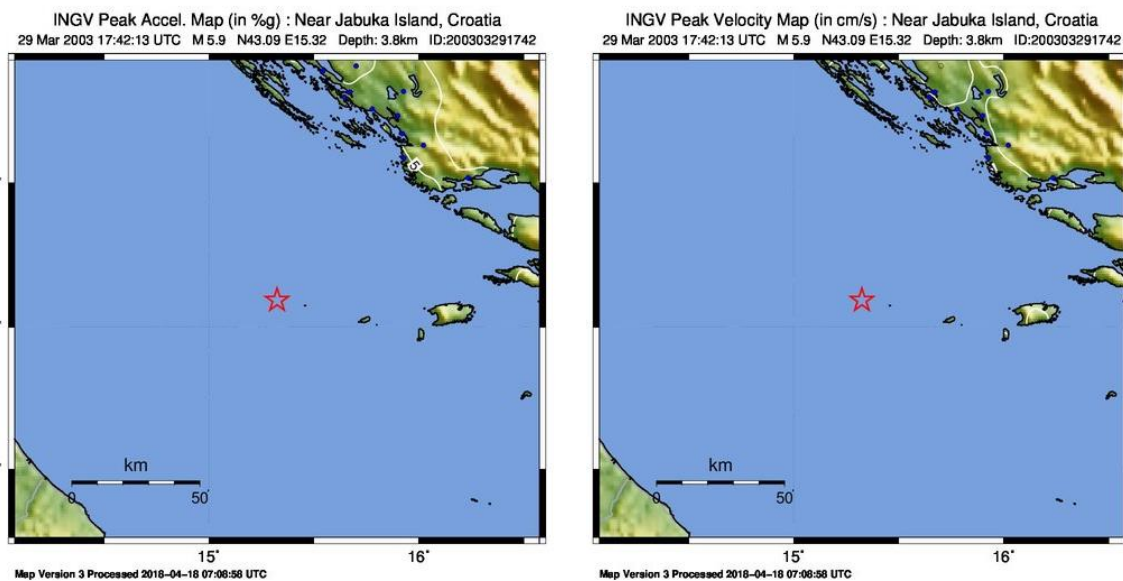 INGV Peak Accel. Map (in %g) : Near Jabuka Island, Croatia
29 Mar 2003 17:42:13 UTC M 5.9 N43.09 E15.32 Depth: 3.8km ID:200303291742
5
km
0 50
15° 16°
Map Version 3 Processed 2018-04-18 07:08:58 UTC
INGV Peak Velocity Map (in cm/s) : Near Jabuka Island, Croatia
29 Mar 2003 17:42:13 UTC M 5.9 N43.09 E15.32 Depth: 3.8km ID:200303291742
km
0 50
15° 16°
Map Version 3 Processed 2018-04-18 07:08:58 UTC